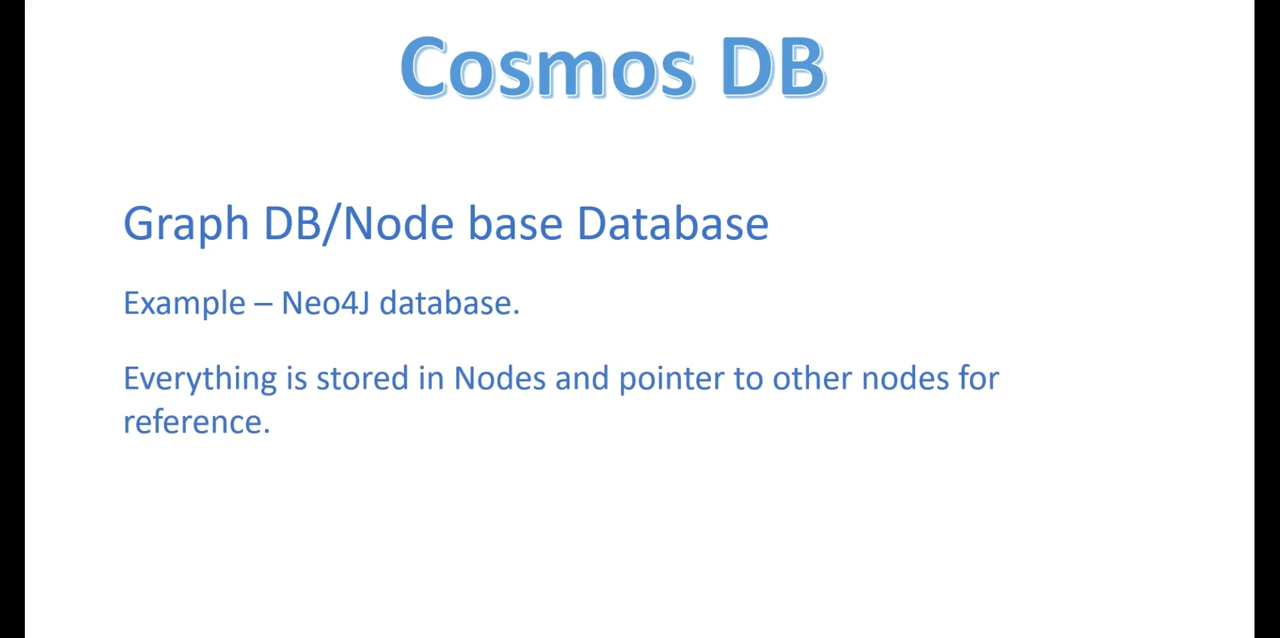 Cosmos DB
Graph DB/Node base Database
Example – Neo4J database.
Everything is stored in Nodes and pointer to other nodes for
reference.